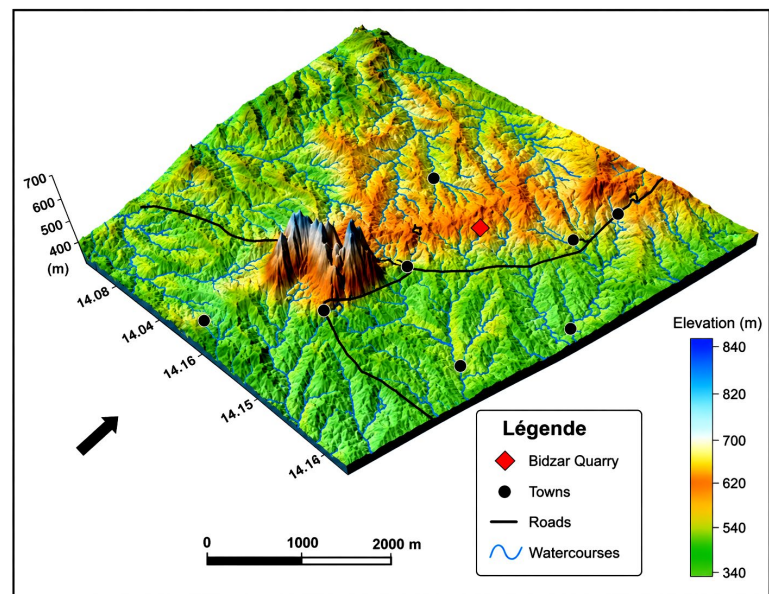 700
600
500
400
(m)
14.08
14.04
14.16
14.15
14.16
Elevation (m)
840
820
700
620
540
340
Légende
Bidzar Quarry
Towns
Roads
Watercourses
0 1000 2000 m